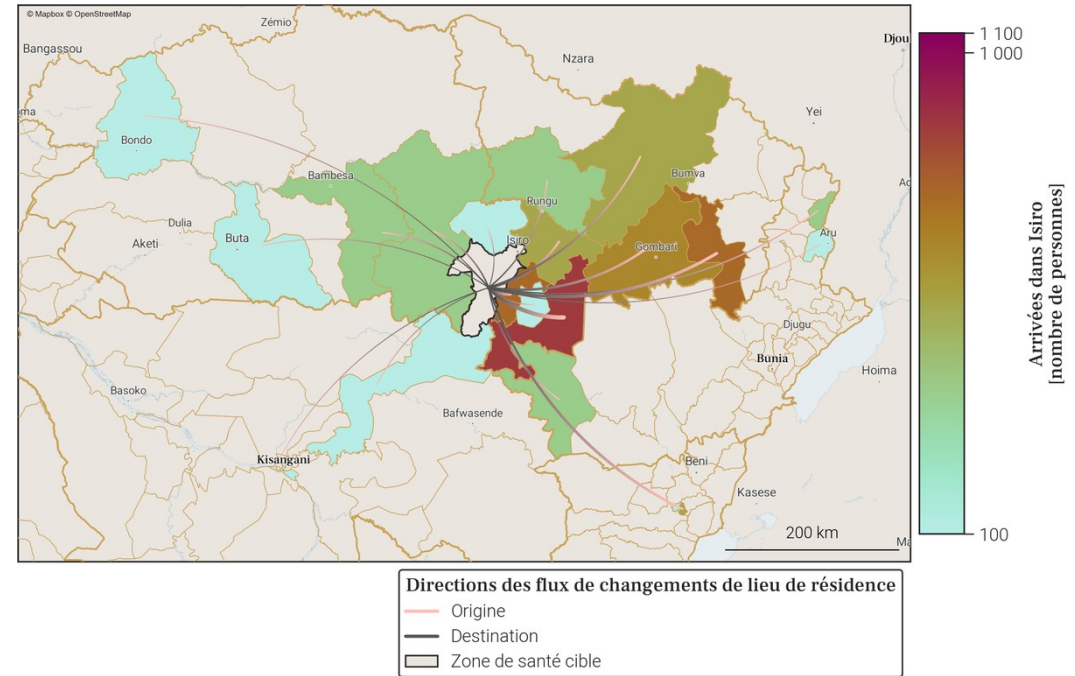 © Mapbox © OpenStreetMap
Zémio
Bangassou
Nzara
Djou
ma
Yei
Bondo
Bambesa
Bumva
Rungu
Dulia
Buta
Aketi
Isiro
Gombari
Aru
Djugu
Bunia
Hoima
Basoko
Bafwasende
Kisangani
Beni
Kasese
200 km
Ma
1 100
1 000
100
Arrivées dans Isiro
[nombre de personnes]
Directions des flux de changements de lieu de résidence
Origine
Destination
Zone de santé cible